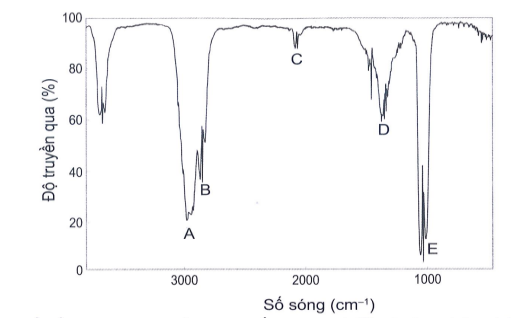 100
80
60
40
20
0
Độ truyền qua (%)
A
B
C
D
E
3000
2000
1000
Số sóng (cm⁻¹)